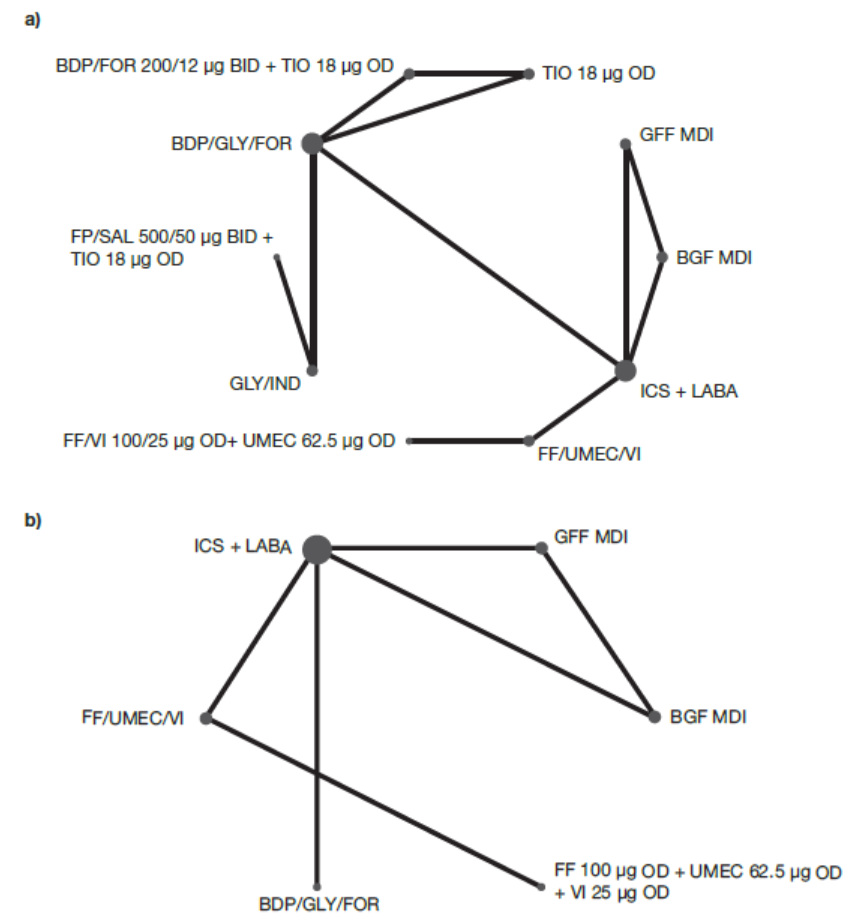 a)
BDP/FOR 200/12 µg BID + TIO 18 µg OD
TIO 18 µg OD
BDP/GLY/FOR
GFF MDI
FP/SAL 500/50 µg BID +
TIO 18 µg OD
BGF MDI
GLY/IND
ICS + LABA
FF/VI 100/25 µg OD+ UMEC 62.5 µg OD
FF/UMEC/VI
b)
ICS + LABA
GFF MDI
FF/UMEC/VI
BGF MDI
FF 100 µg OD + UMEC 62.5 µg OD
+ VI 25 µg OD
BDP/GLY/FOR